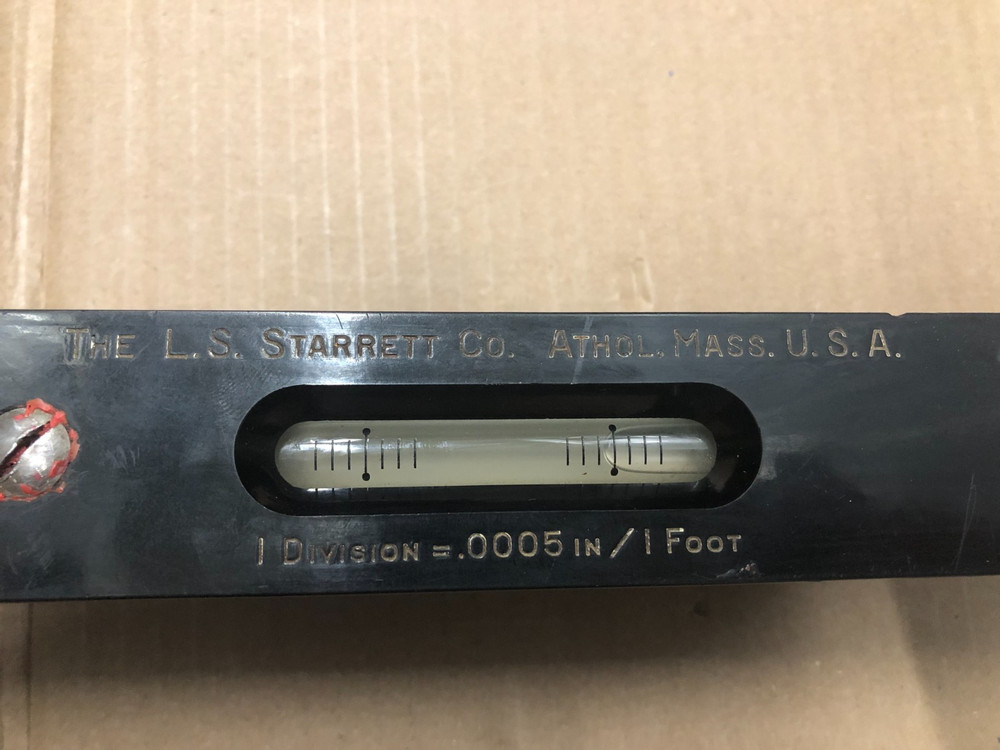 THE L.S. STARRETT CO. ATHOL, MASS. U.S.A.
1 DIVISION = .0005 IN / 1 FOOT